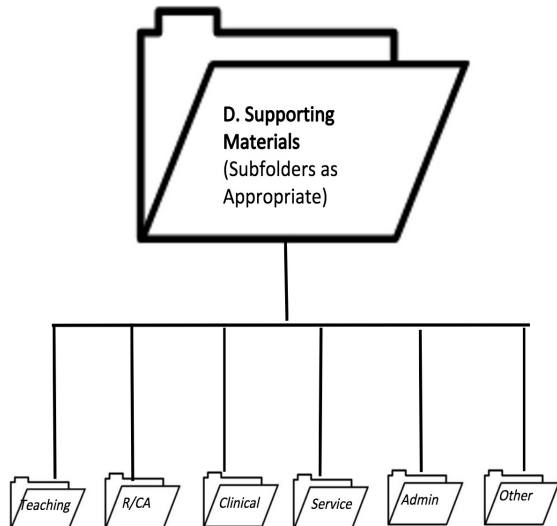 D. Supporting
Materials
(Subfolders as
Appropriate)
Teaching
R/CA
Clinical
Service
Admin
Other